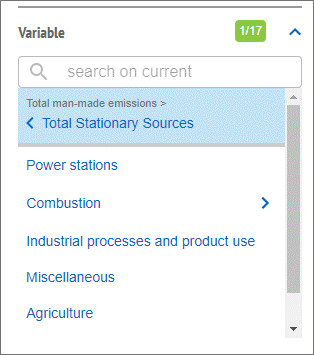 Variable 1/17
search on current
Total man-made emissions >
Total Stationary Sources
Power stations
Combustion
Industrial processes and product use
Miscellaneous
Agriculture